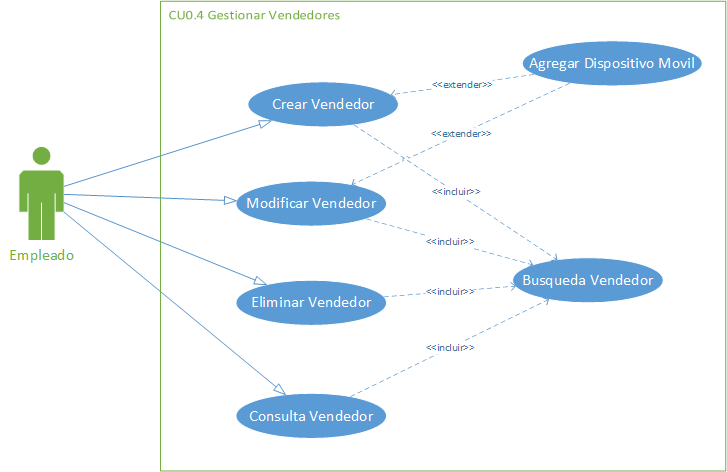 CU0.4 Gestionar Vendedores
Agregar Dispositivo Movil
<<extender>>
Crear Vendedor
<<extender>>
<<incluir>>
Modificar Vendedor
<<incluir>>
Empleado
Busqueda Vendedor
<<incluir>>
Eliminar Vendedor
<<incluir>>
Consulta Vendedor